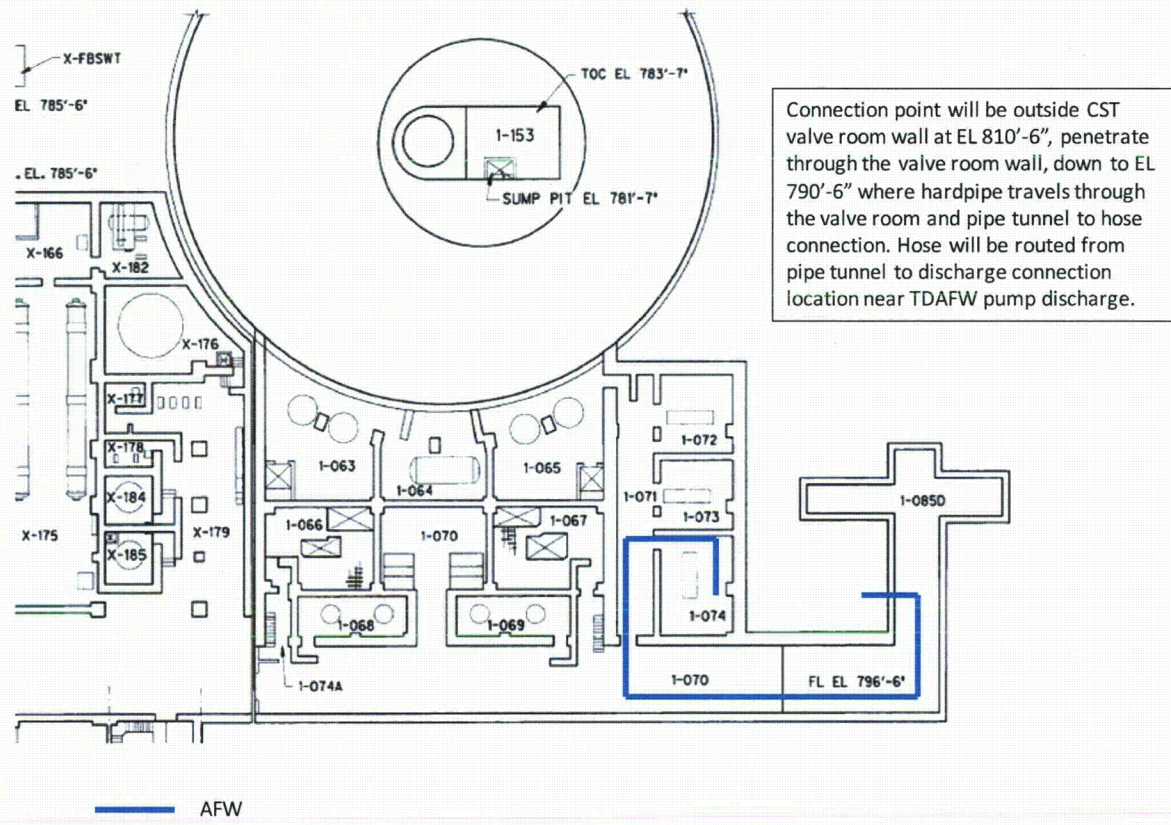 X-FBSWT
EL 785'-6"
. EL. 785'-6"
TOC EL 783'-7"
1-153
SUMP PIT EL 781'-7"
Connection point will be outside CST
valve room wall at EL 810'-6”, penetrate
through the valve room wall, down to EL
790'-6” where hardpipe travels through
the valve room and pipe tunnel to hose
connection. Hose will be routed from
pipe tunnel to discharge connection
location near TDAFW pump discharge.
X-166
X-182
X-176
X-177
X-178
X-184
X-185
X-175
X-179
1-063
1-064
1-065
1-066
1-070
1-067
1-068
1-069
1-074A
1-071
1-072
1-073
1-074
1-085D
1-070
FL EL 796'-6"
AFW